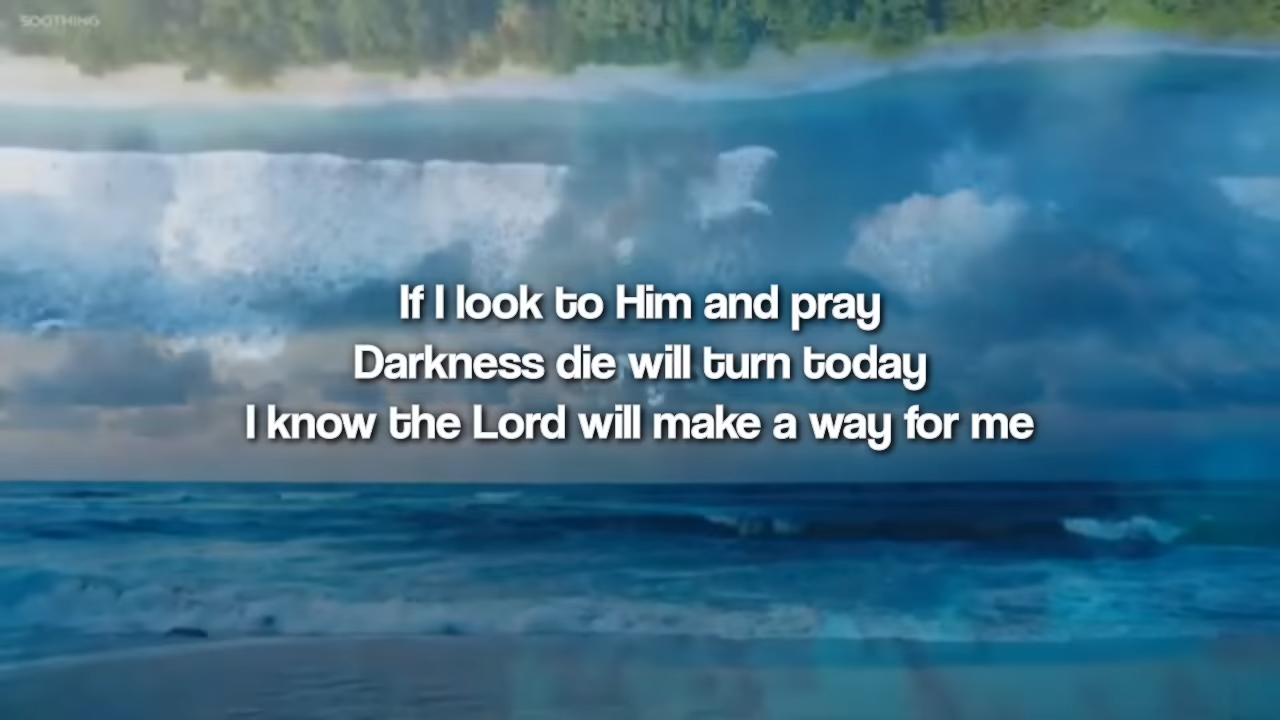 SOOTHING
If I look to Him and pray
Darkness die will turn today
I know the Lord will make a way for me